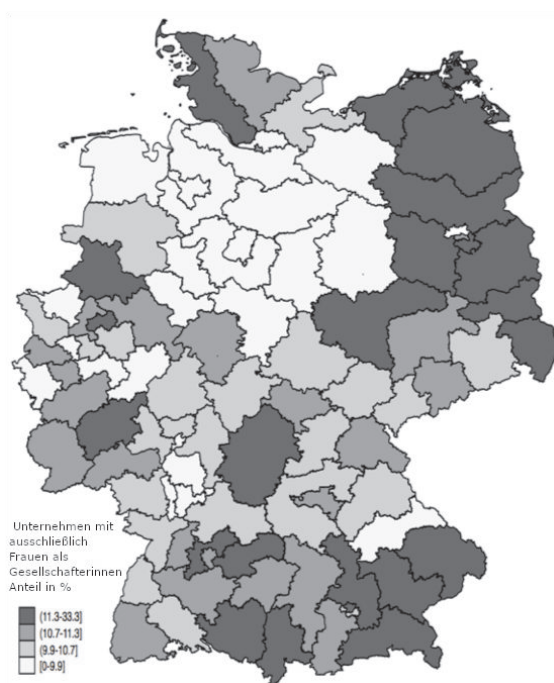 Unternehmen mit
ausschließlich
Frauen als
Gesellschafterinnen
Anteil in %
(11.3-33.3]
(10.7-11.3]
(9.9-10.7]
[0-9.9]